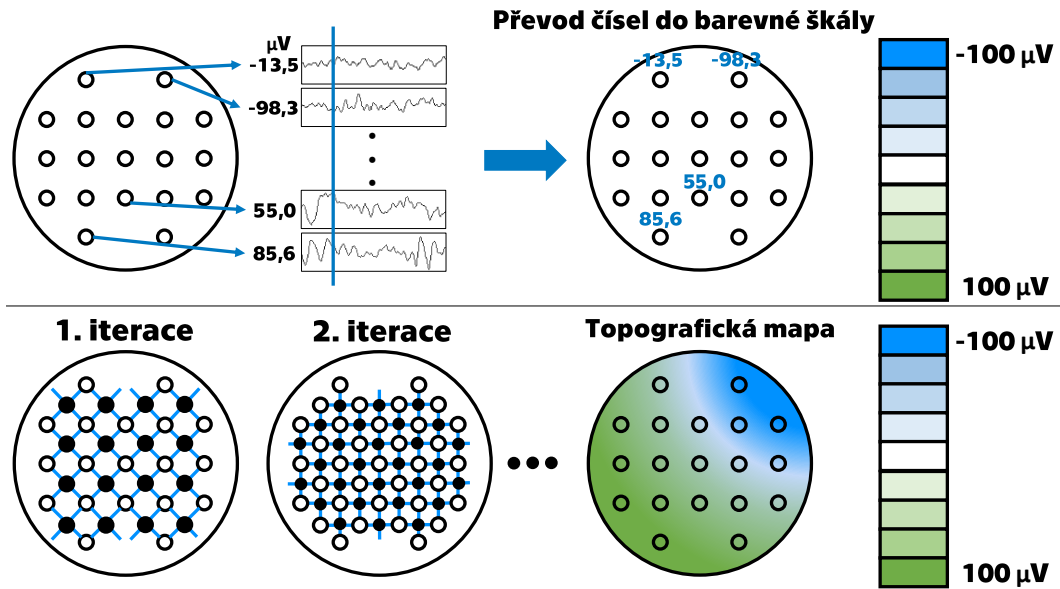 Převod čísel do barevné škály
μV
-13,5
-98,3
55,0
85,6
-13,5
-98,3
55,0
85,6
-100 μV
100 μV
1. iterace
2. iterace
Topografická mapa
-100 μV
100 μV